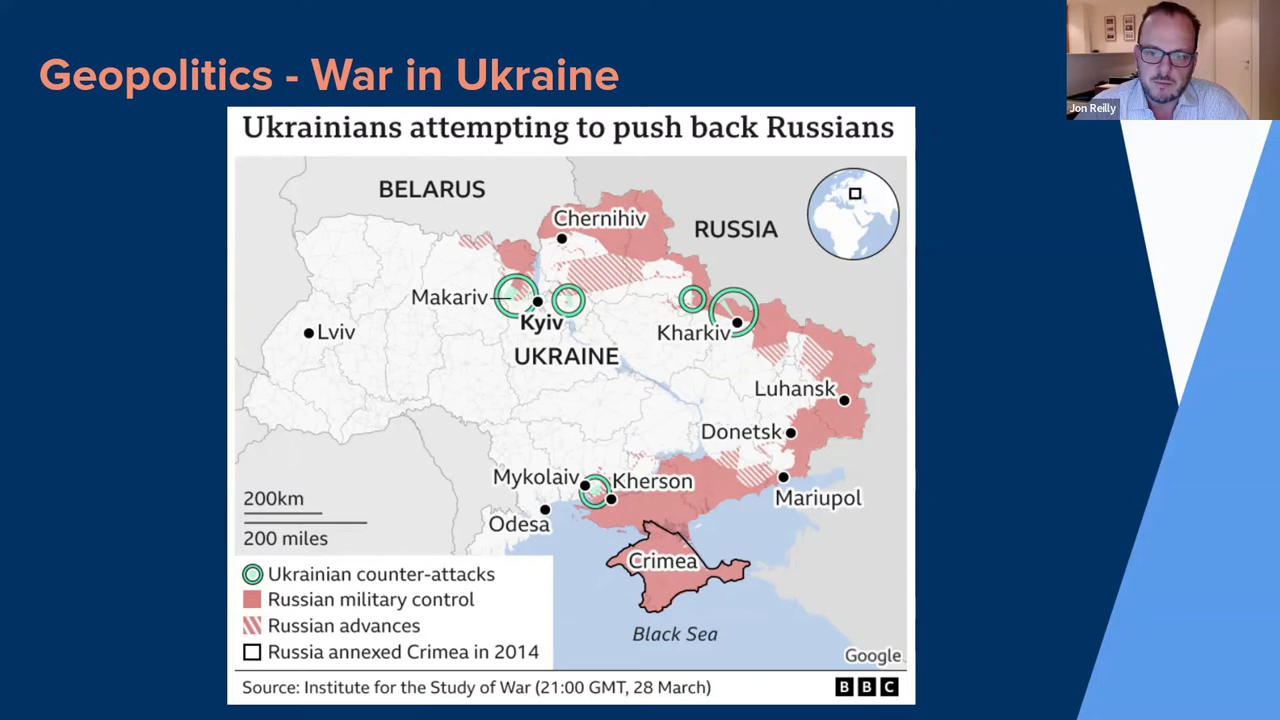 Geopolitics - War in Ukraine
Jon Reilly
Ukrainians attempting to push back Russians
BELARUS
Chernihiv
RUSSIA
Makariv
Kyiv
Lviv
Kharkiv
UKRAINE
Luhansk
Donetsk
Mykolaiv
Kherson
Mariupol
200km
Odesa
200 miles
Crimea
Ukrainian counter-attacks
Russian military control
Russian advances
Black Sea
Russia annexed Crimea in 2014
Google
Source: Institute for the Study of War (21:00 GMT, 28 March)
BBC